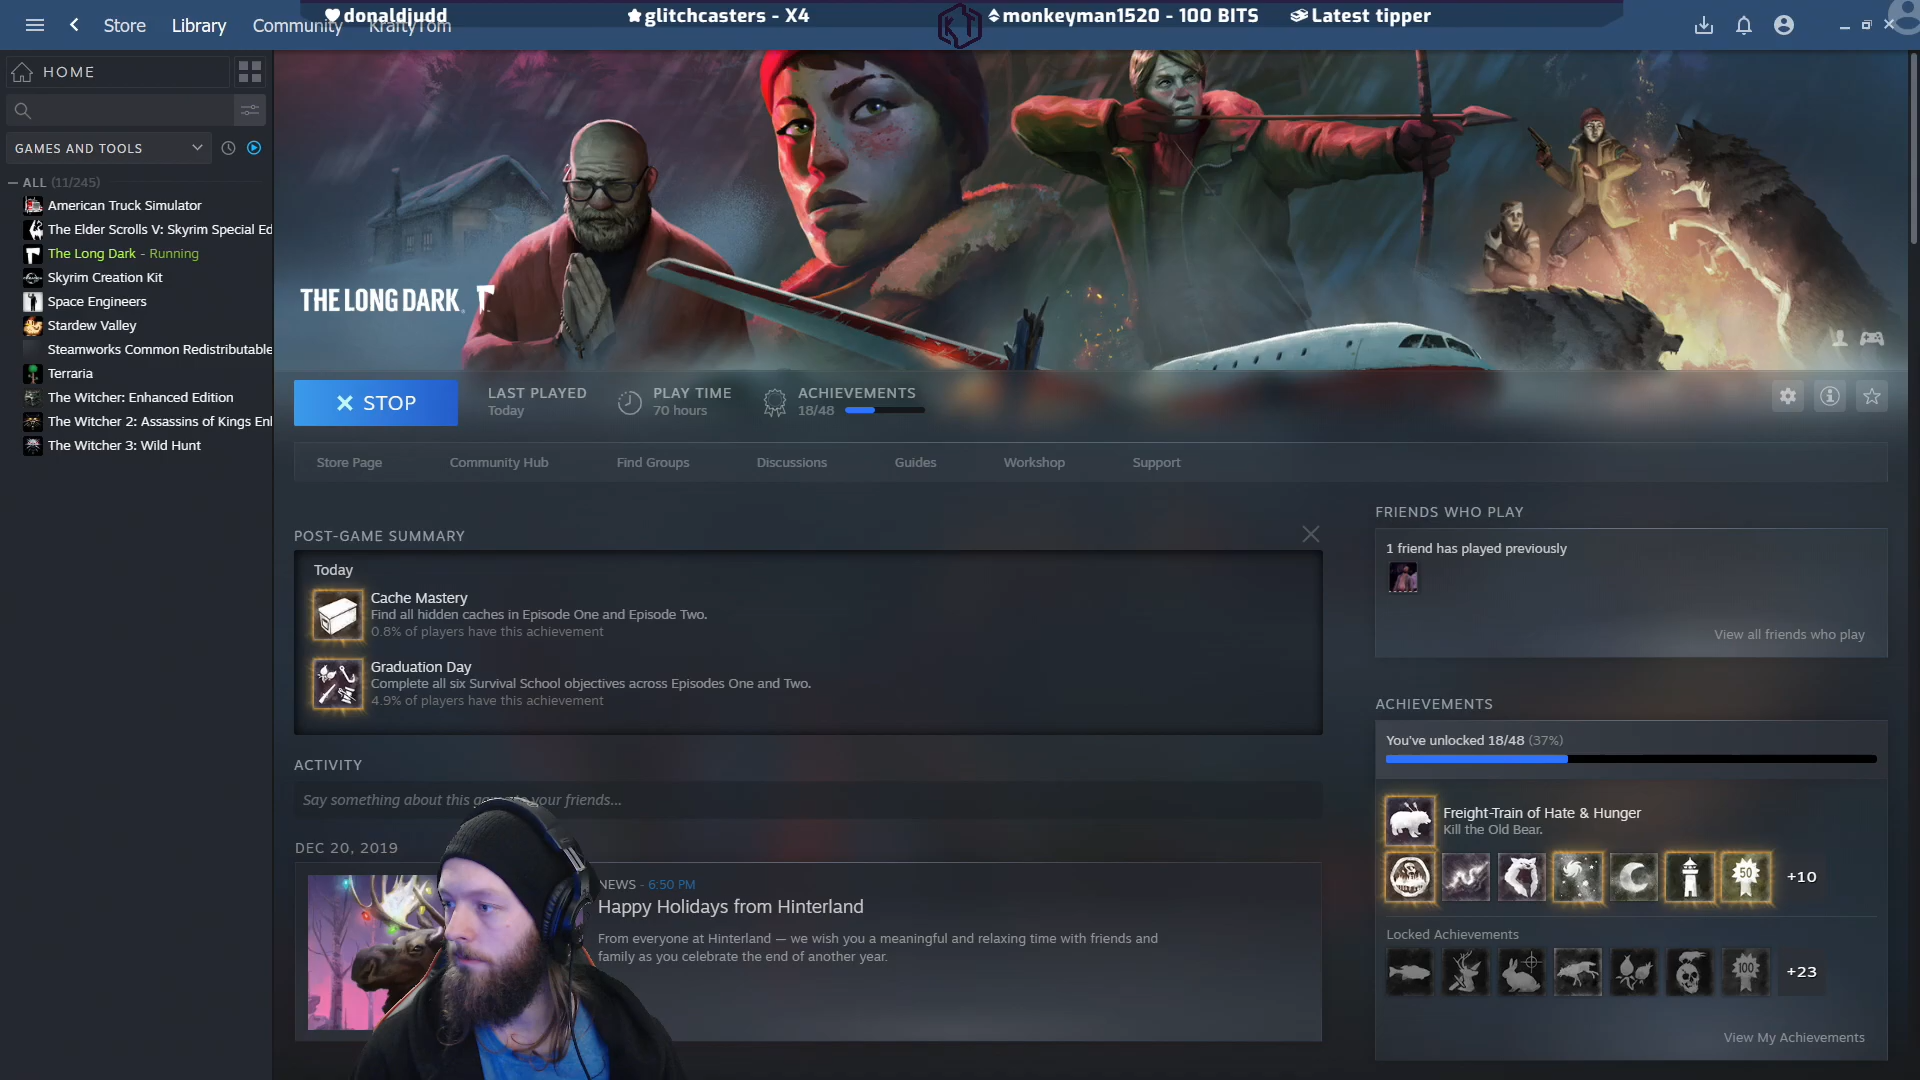 donaldjudd
glitchcasters - X4
monkeyman1520 - 100 BITS
Latest tipper
Store
Library
Community
KraftyTom
HOME
GAMES AND TOOLS
ALL (11/245)
American Truck Simulator
The Elder Scrolls V: Skyrim Special Ed
The Long Dark - Running
Skyrim Creation Kit
Space Engineers
Stardew Valley
Steamworks Common Redistributable
Terraria
The Witcher: Enhanced Edition
The Witcher 2: Assassins of Kings Enl
The Witcher 3: Wild Hunt
THE LONG DARK
STOP
LAST PLAYED
Today
PLAY TIME
70 hours
ACHIEVEMENTS
18/48
Store Page
Community Hub
Find Groups
Discussions
Guides
Workshop
Support
POST-GAME SUMMARY
Today
Cache Mastery
Find all hidden caches in Episode One and Episode Two.
0.8% of players have this achievement
Graduation Day
Complete all six Survival School objectives across Episodes One and Two.
4.9% of players have this achievement
ACTIVITY
Say something about this game to your friends...
DEC 20, 2019
NEWS - 6:50 PM
Happy Holidays from Hinterland
From everyone at Hinterland — we wish you a meaningful and relaxing time with friends and
family as you celebrate the end of another year.
FRIENDS WHO PLAY
1 friend has played previously
View all friends who play
ACHIEVEMENTS
You've unlocked 18/48 (37%)
Freight-Train of Hate & Hunger
Kill the Old Bear.
50
+10
Locked Achievements
100
+23
View My Achievements